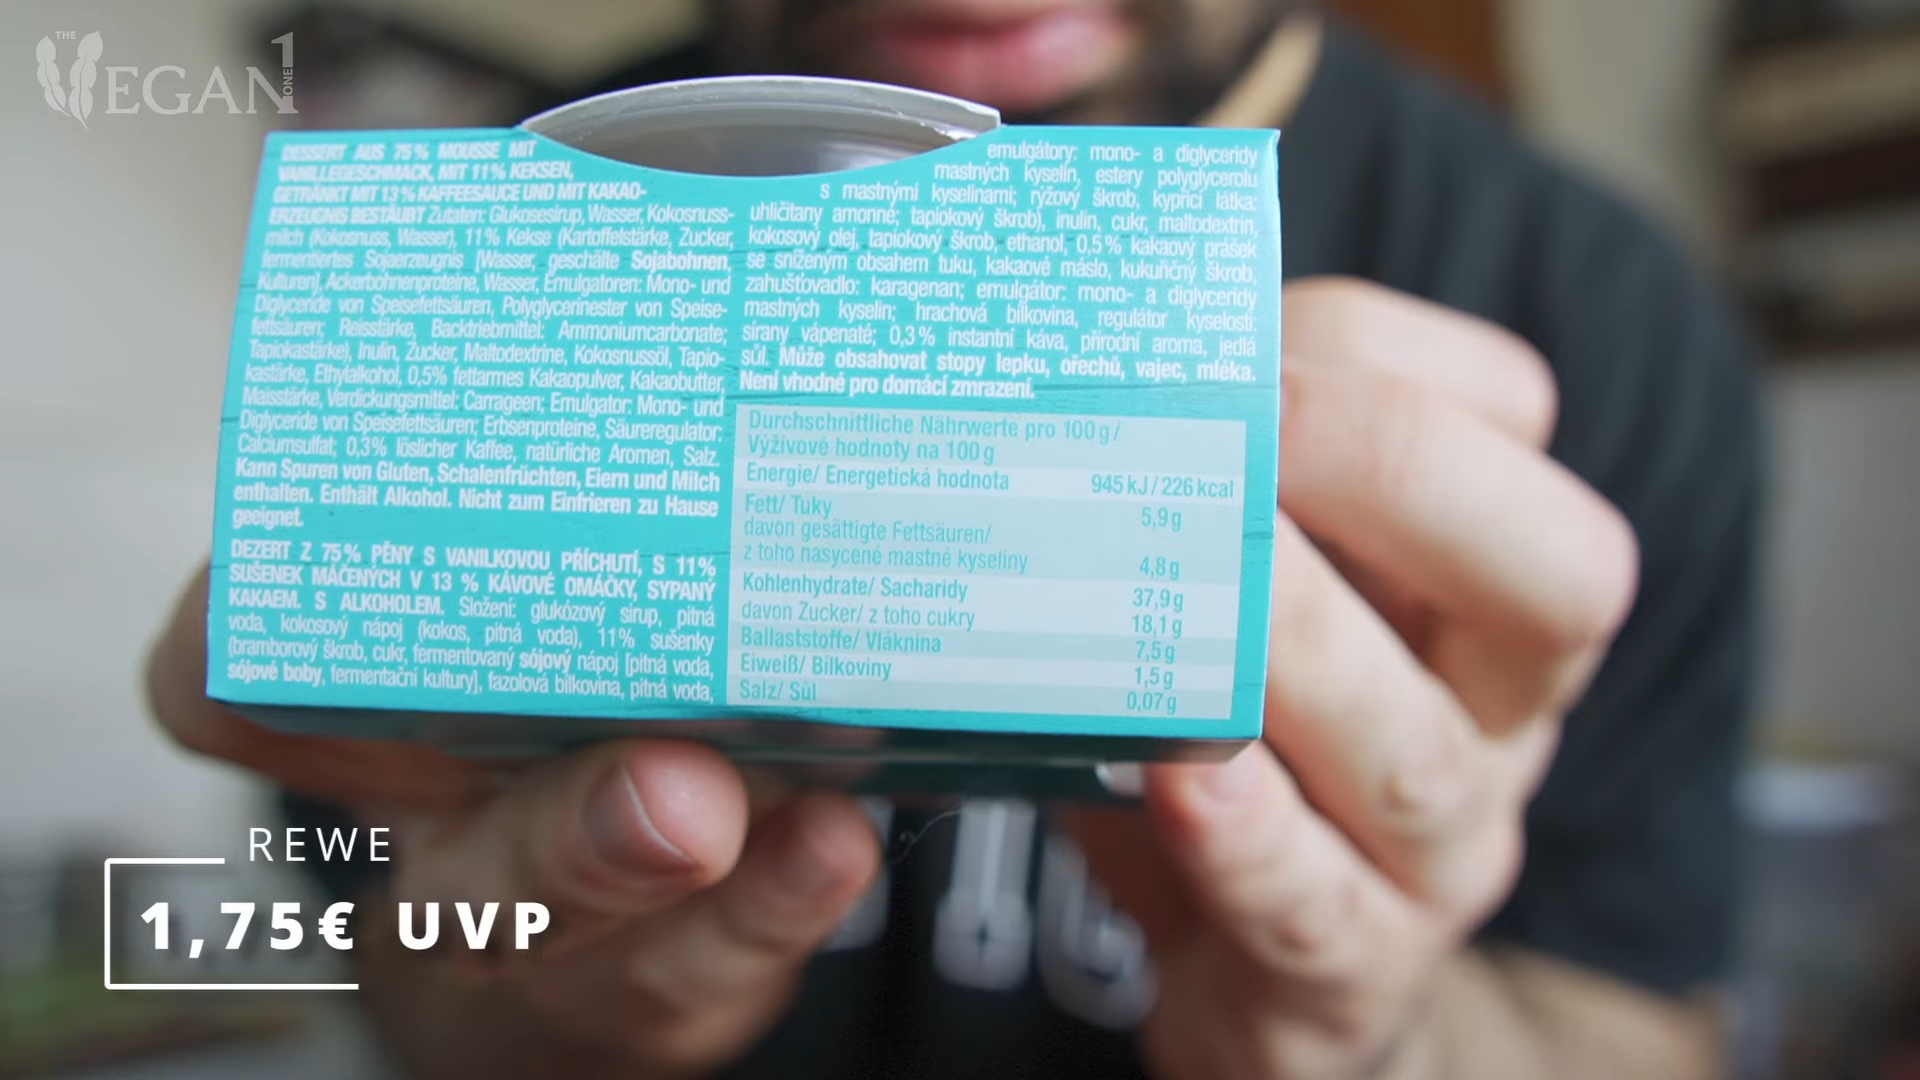 THE VEGAN 1 ONE
DESSERT AUS 75% MOUSSE MIT
VANILLEGESCHMACK, MIT 11% KEKSEN,
GETRÄNKT MIT 13% KAFFEESAUCE UND MIT KAKAO-
ERZEUGNIS BESTÄUBT Zutaten: Glukosesirup, Wasser, Kokosnuss-
milch (Kokosnuss, Wasser), 11% Kekse (Kartoffelstärke, Zucker,
fermentiertes Sojaerzeugnis [Wasser, geschälte Sojabohnen,
Kulturen], Ackerbohnenproteine, Wasser, Emulgatoren: Mono- und
Diglyceride von Speisefettsäuren, Polyglycerinester von Speise-
fettsäuren; Reisstärke, Backtriebmittel: Ammoniumcarbonate;
Tapiokastärke), Inulin, Zucker, Maltodextrine, Kokosnussöl, Tapio-
kastärke, Ethylalkohol, 0,5% fettarmes Kakaopulver, Kakaobutter,
Maisstärke, Verdickungsmittel: Carrageen; Emulgator: Mono- und
Diglyceride von Speisefettsäuren; Erbsenproteine, Säureregulator:
Calciumsulfat; 0,3% löslicher Kaffee, natürliche Aromen, Salz.
Kann Spuren von Gluten, Schalenfrüchten, Eiern und Milch
enthalten. Enthält Alkohol. Nicht zum Einfrieren zu Hause
geeignet.
DEZERT Z 75% PĚNY S VANILKOVOU PŘÍCHUTÍ, S 11%
SUŠENEK MÁČENÝCH V 13 % KÁVOVÉ OMÁČKY, SYPANÝ
KAKAEM. S ALKOHOLEM. Složení: glukózový sirup, pitná
voda, kokosový nápoj (kokos, pitná voda), 11% sušenky
(bramborový škrob, cukr, fermentovaný sójový nápoj [pitná voda,
sójové boby, fermentační kultury], fazolová bílkovina, pitná voda,
emulgátory: mono- a diglyceridy
mastných kyselin, estery polyglycerolu
s mastnými kyselinami; rýžový škrob, kypřicí látka:
uhličitany amonné; tapiokový škrob), inulin, cukr, maltodextrin,
kokosový olej, tapiokový škrob, ethanol, 0,5% kakaový prášek
se sníženým obsahem tuku, kakaové máslo, kukuřičný škrob,
zahušťovadlo: karagenan; emulgátor: mono- a diglyceridy
mastných kyselin; hrachová bílkovina, regulátor kyselosti:
sírany vápenaté; 0,3% instantní káva, přírodní aroma, jedlá
sůl. Může obsahovat stopy lepku, ořechů, vajec, mléka.
Není vhodné pro domácí zmrazení.
Durchschnittliche Nährwerte pro 100g/
Výživové hodnoty na 100g
Energie/ Energetická hodnota 945 kJ / 226 kcal
Fett/ Tuky 5,9g
davon gesättigte Fettsäuren/
z toho nasycené mastné kyseliny 4,8g
Kohlenhydrate/ Sacharidy 37,9g
davon Zucker/ z toho cukry 18,1g
Ballaststoffe/ Vláknina 7,5g
Eiweiß/ Bílkoviny 1,5g
Salz/ Sůl 0,07g
REWE
1,75€ UVP